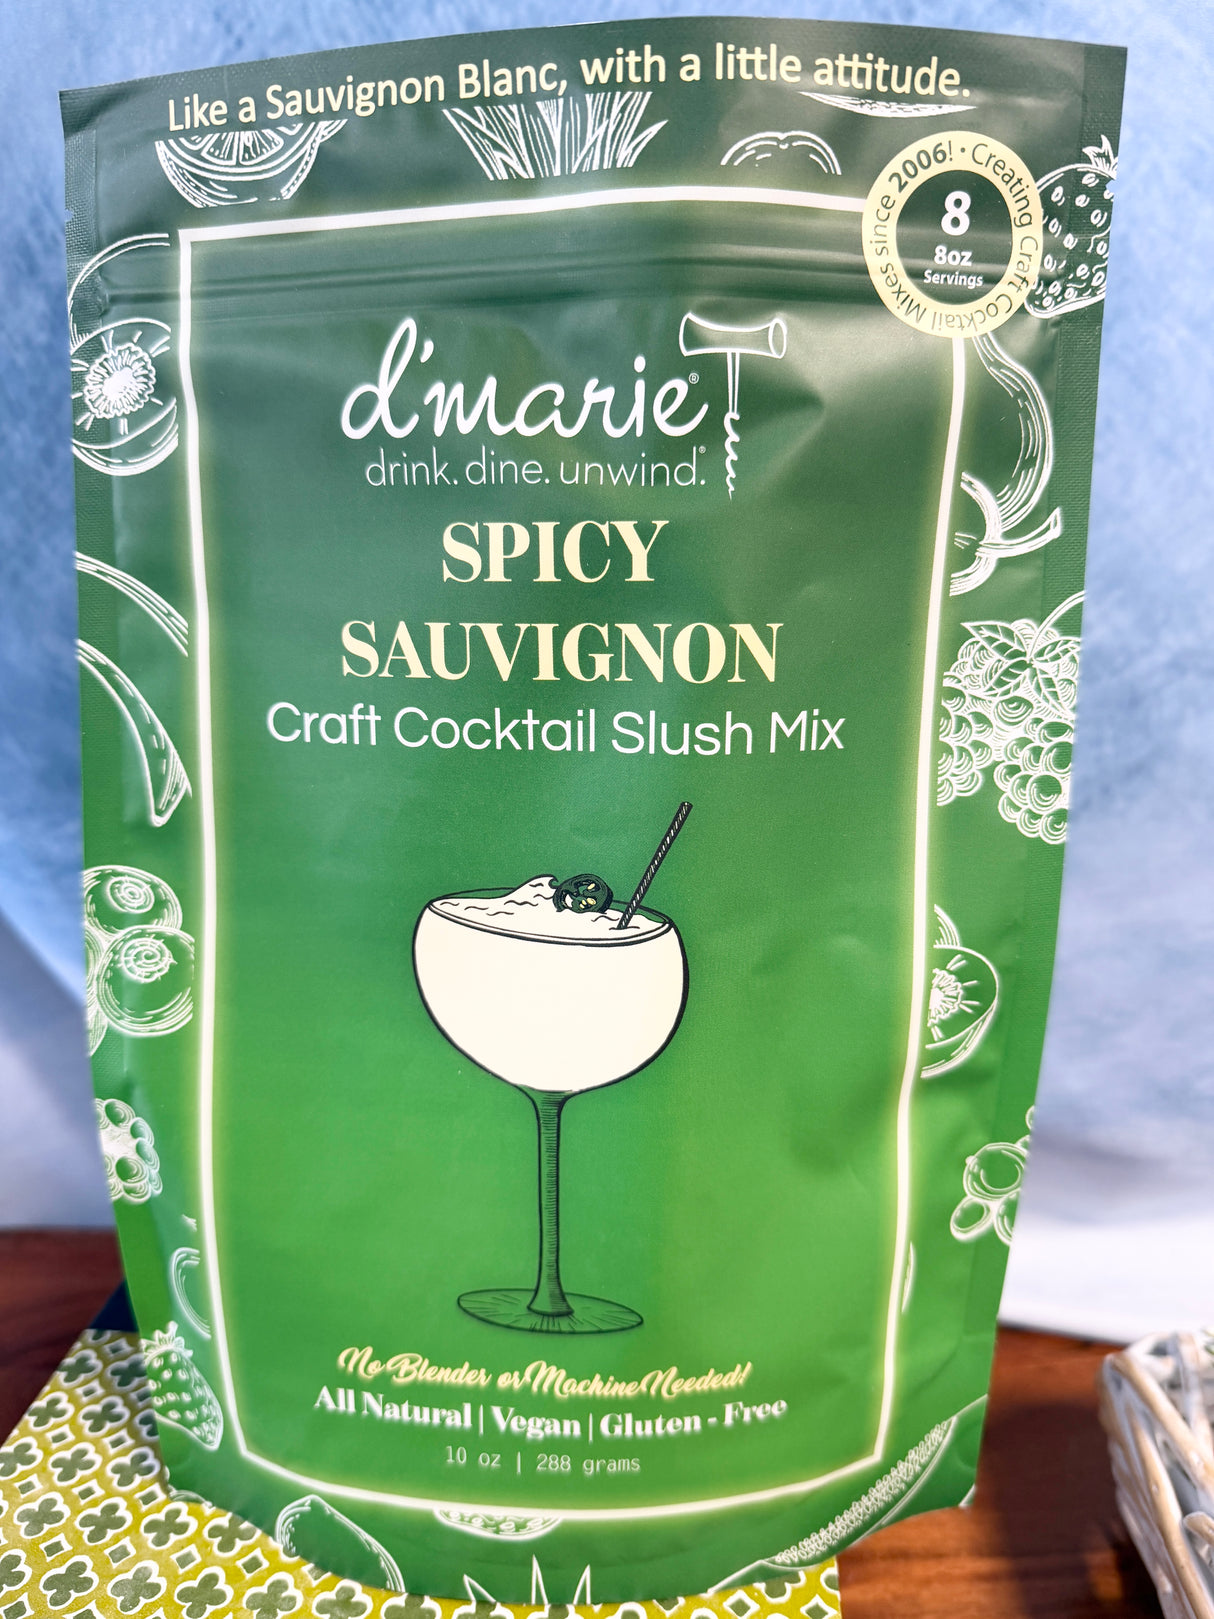 Like a Sauvignon Blanc, with a little attitude.
Creating Craft Cocktail Mixes since 2006! •
8
8oz
Servings
d'marie®
drink. dine. unwind.®
SPICY
SAUVIGNON
Craft Cocktail Slush Mix
No Blender or Machine Needed!
All Natural | Vegan | Gluten - Free
10 oz | 288 grams